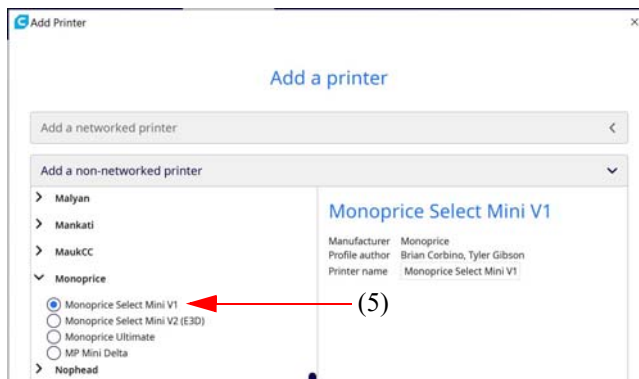 Add Printer
Add a printer
Add a networked printer
Add a non-networked printer
Malyan
Mankati
MaukCC
Monoprice
Monoprice Select Mini V1
Monoprice Select Mini V2 (E3D)
Monoprice Ultimate
MP Mini Delta
Nophead
Monoprice Select Mini V1
Manufacturer Monoprice
Profile author Brian Corbino, Tyler Gibson
Printer name Monoprice Select Mini V1
(5)